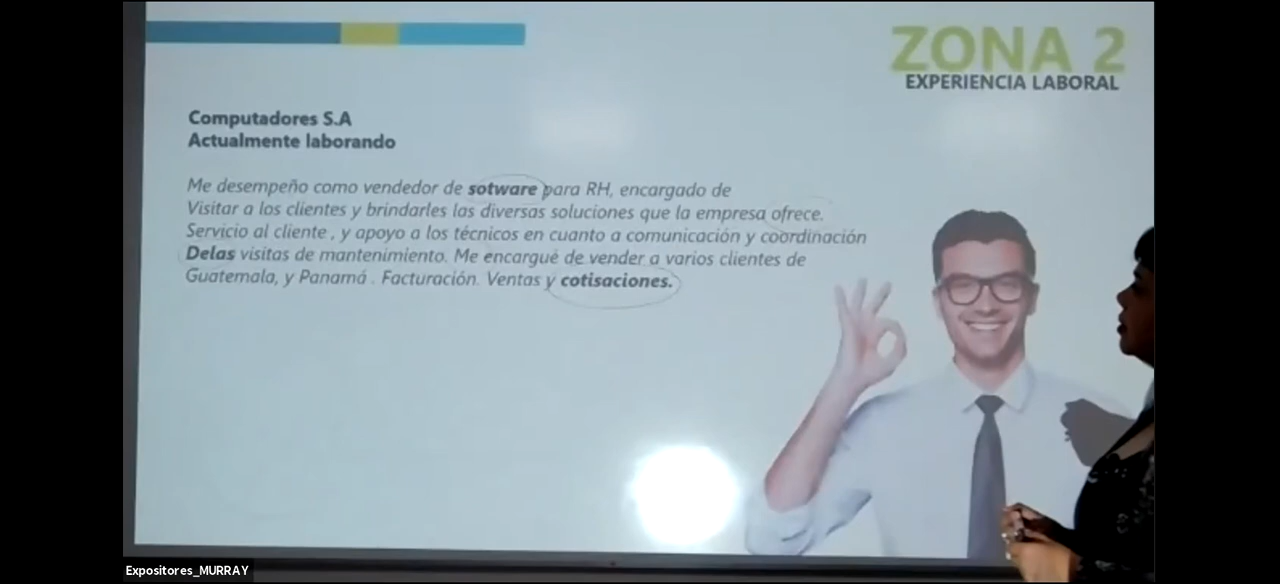 ZONA 2
EXPERIENCIA LABORAL
Computadores S.A
Actualmente laborando
Me desempeño como vendedor de sotware para RH, encargado de
Visitar a los clientes y brindarles las diversas soluciones que la empresa ofrece.
Servicio al cliente , y apoyo a los técnicos en cuanto a comunicación y coordinación
Delas visitas de mantenimiento. Me encargué de vender a varios clientes de
Guatemala, y Panamá . Facturación. Ventas y cotisaciones.
Expositores_MURRAY